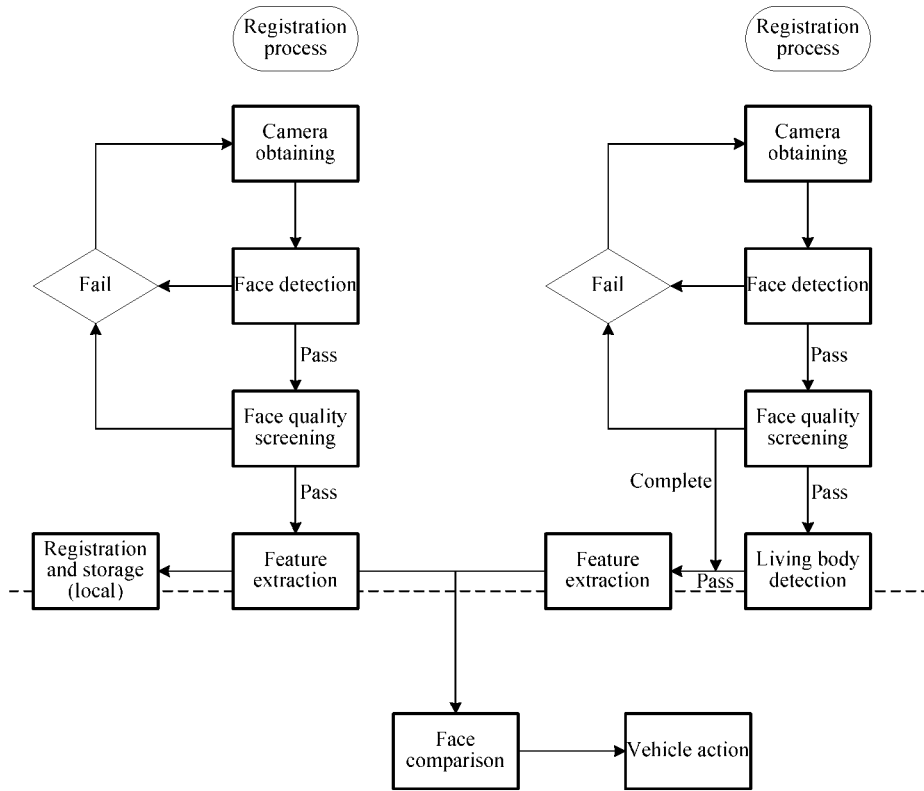 Registration
process
Camera
obtaining
Fail
Face detection
Pass
Face quality
screening
Pass
Registration
and storage
(local)
Feature
extraction
Registration
process
Camera
obtaining
Fail
Face detection
Pass
Face quality
screening
Complete
Pass
Feature
extraction
Pass
Living body
detection
Face
comparison
Vehicle action